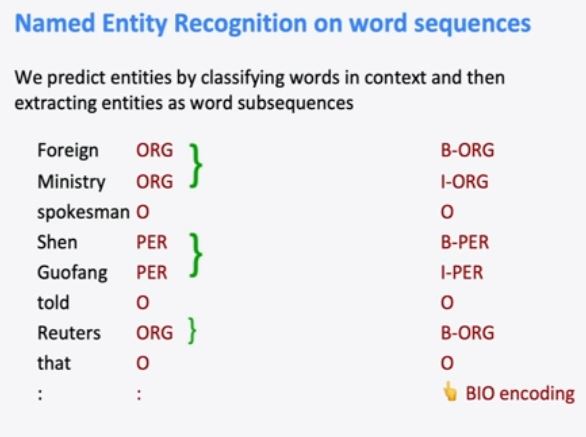 Named Entity Recognition on word sequences
We predict entities by classifying words in context and then
extracting entities as word subsequences
Foreign ORG } B-ORG
Ministry ORG I-ORG
spokesman O O
Shen PER } B-PER
Guofang PER I-PER
told O O
Reuters ORG } B-ORG
that O O
: : 👆 BIO encoding